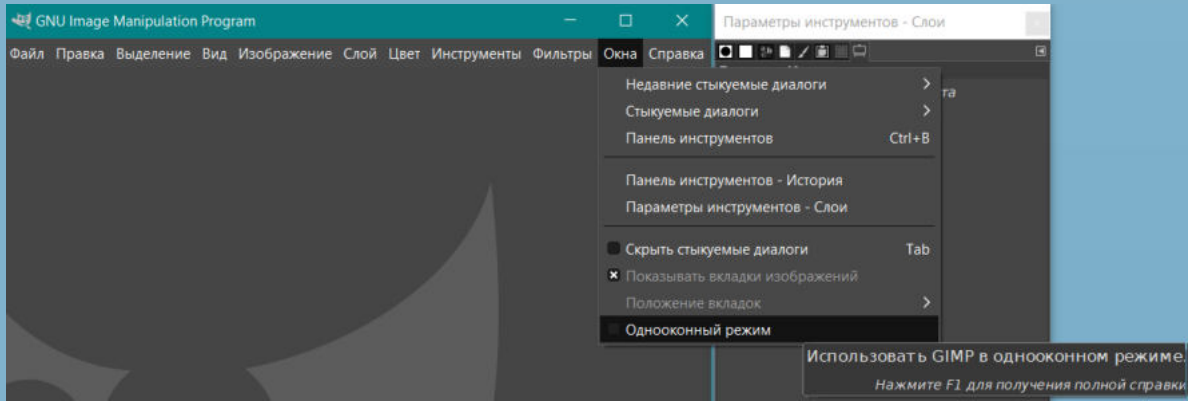 GNU Image Manipulation Program
Параметры инструментов - Слои
Файл Правка Выделение Вид Изображение Слой Цвет Инструменты Фильтры Окна Справка
Недавние стыкуемые диалоги
Стыкуемые диалоги
Панель инструментов Ctrl+B
Панель инструментов - История
Параметры инструментов - Слои
Скрыть стыкуемые диалоги Tab
Показывать вкладки изображений
Положение вкладок
Однооконный режим
Использовать GIMP в однооконном режиме.
Нажмите F1 для получения полной справки